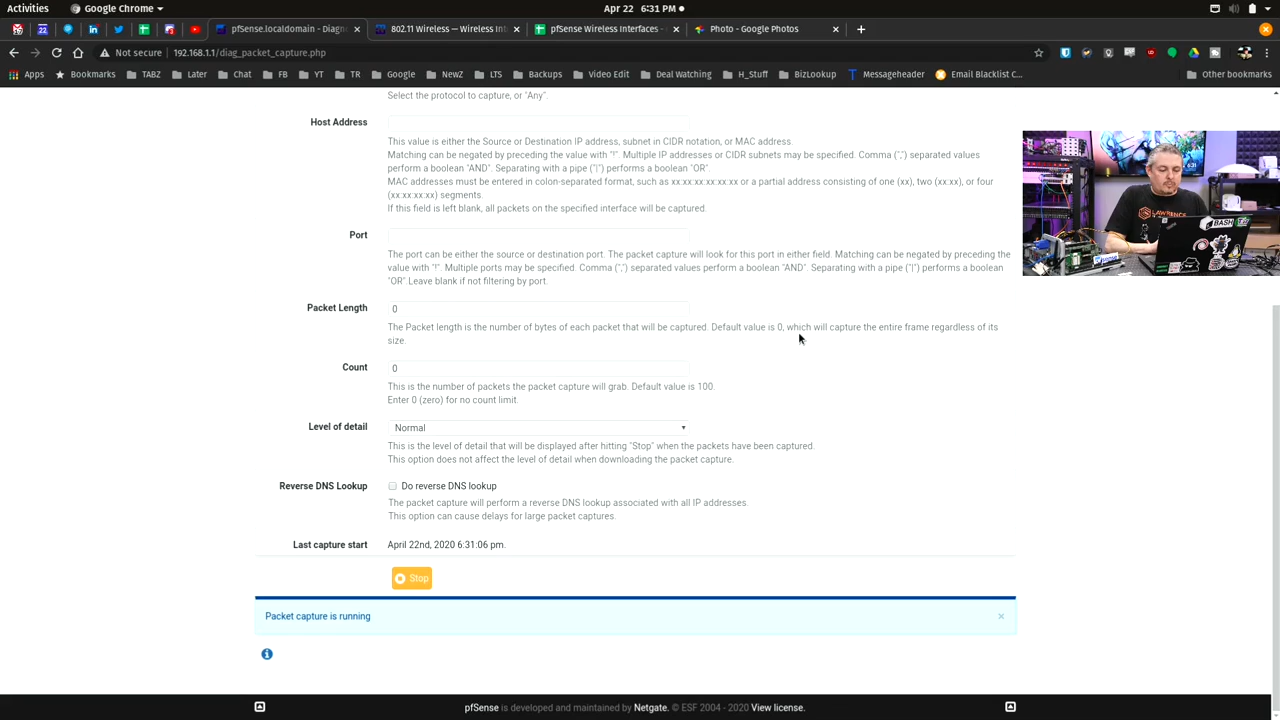 Activities
Google Chrome
Apr 22 6:31 PM
22
pfSense.localdomain - Diagn
802.11 Wireless — Wireless Int
pfSense Wireless Interfaces -
Photo - Google Photos
Not secure
192.168.1.1/diag_packet_capture.php
Apps
Bookmarks
TABZ
Later
Chat
FB
YT
TR
Google
NewZ
LTS
Backups
Video Edit
Deal Watching
H_Stuff
BizLookup
Messageheader
Email Blacklist C...
Other bookmarks
Select the protocol to capture, or "Any".
Host Address
This value is either the Source or Destination IP address, subnet in CIDR notation, or MAC address.
Matching can be negated by preceding the value with "!". Multiple IP addresses or CIDR subnets may be specified. Comma (",") separated values
perform a boolean "AND". Separating with a pipe ("|") performs a boolean "OR".
MAC addresses must be entered in colon-separated format, such as xx:xx:xx:xx:xx:xx or a partial address consisting of one (xx), two (xx:xx), or four
(xx:xx:xx:xx) segments.
If this field is left blank, all packets on the specified interface will be captured.
Port
The port can be either the source or destination port. The packet capture will look for this port in either field. Matching can be negated by preceding the
value with "!". Multiple ports may be specified. Comma (",") separated values perform a boolean "AND". Separating with a pipe ("|") performs a boolean
"OR".Leave blank if not filtering by port.
Packet Length
0
The Packet length is the number of bytes of each packet that will be captured. Default value is 0, which will capture the entire frame regardless of its
size.
Count
0
This is the number of packets the packet capture will grab. Default value is 100.
Enter 0 (zero) for no count limit.
Level of detail
Normal
This is the level of detail that will be displayed after hitting "Stop" when the packets have been captured.
This option does not affect the level of detail when downloading the packet capture.
Reverse DNS Lookup
Do reverse DNS lookup
The packet capture will perform a reverse DNS lookup associated with all IP addresses.
This option can cause delays for large packet captures.
Last capture start
April 22nd, 2020 6:31:06 pm.
Stop
Packet capture is running
pfSense is developed and maintained by Netgate. © ESF 2004 - 2020 View license.
LAWRENCE
BASH